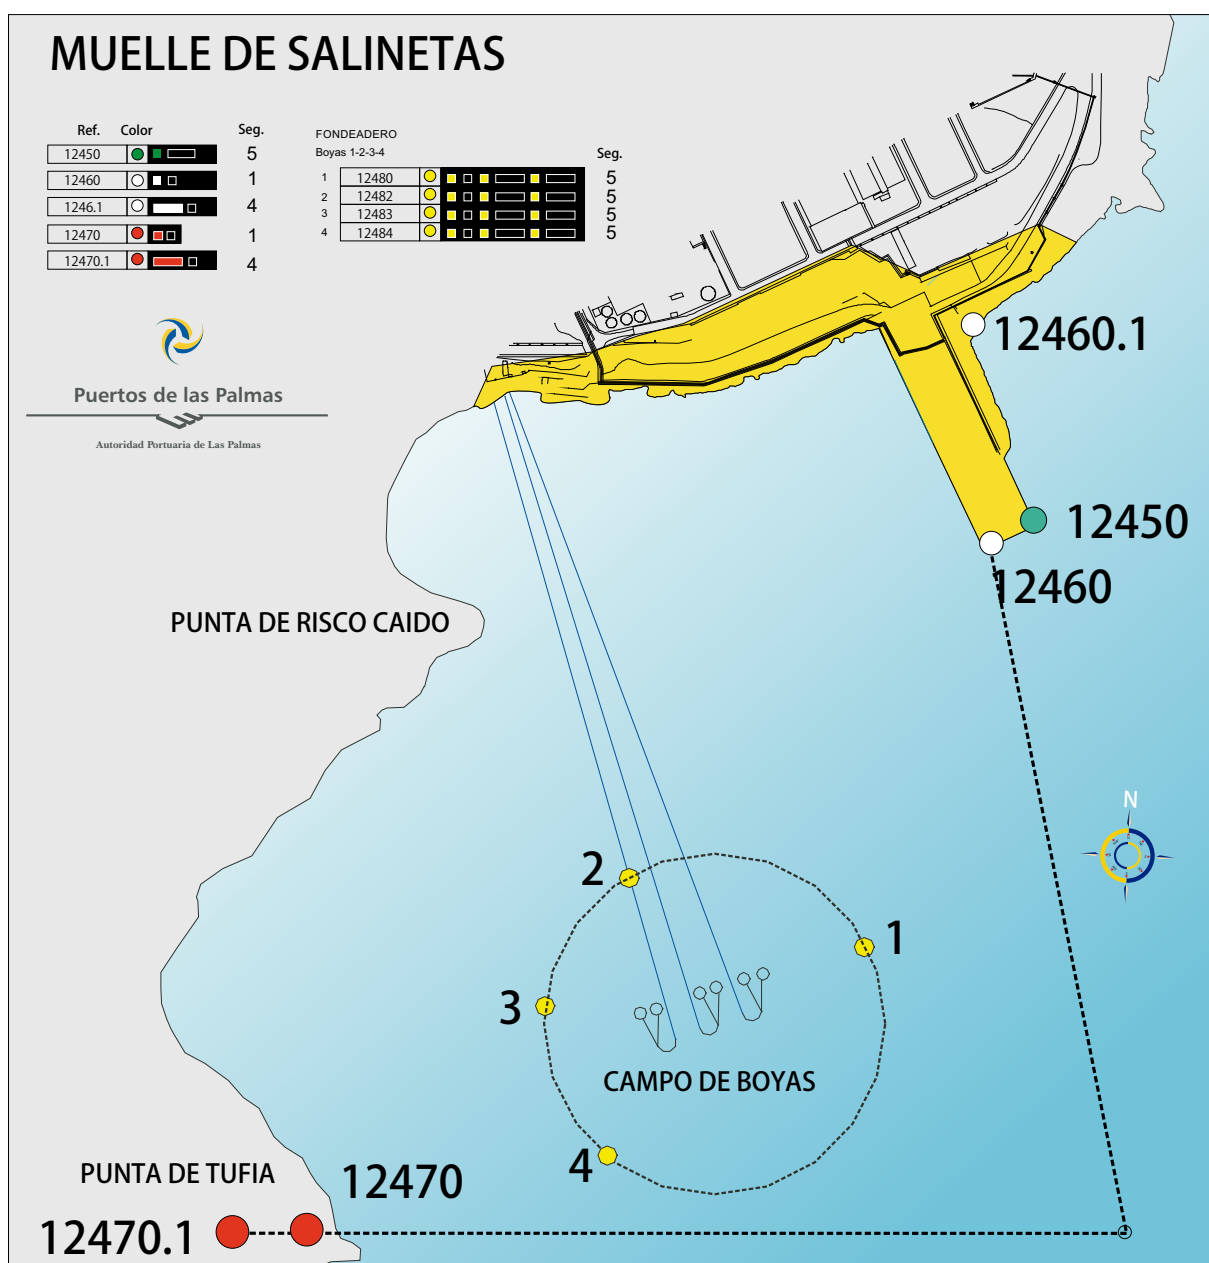 MUELLE DE SALINETAS
Ref. Color Seg.
12450 5
12460 1
1246.1 4
12470 1
12470.1 4
FONDEADERO
Boyas 1-2-3-4
Seg.
1 12480 5
2 12482 5
3 12483 5
4 12484 5
Puertos de las Palmas
Autoridad Portuaria de Las Palmas
12460.1
12450
12460
PUNTA DE RISCO CAIDO
N
2
1
3
CAMPO DE BOYAS
4
PUNTA DE TUFIA
12470
12470.1